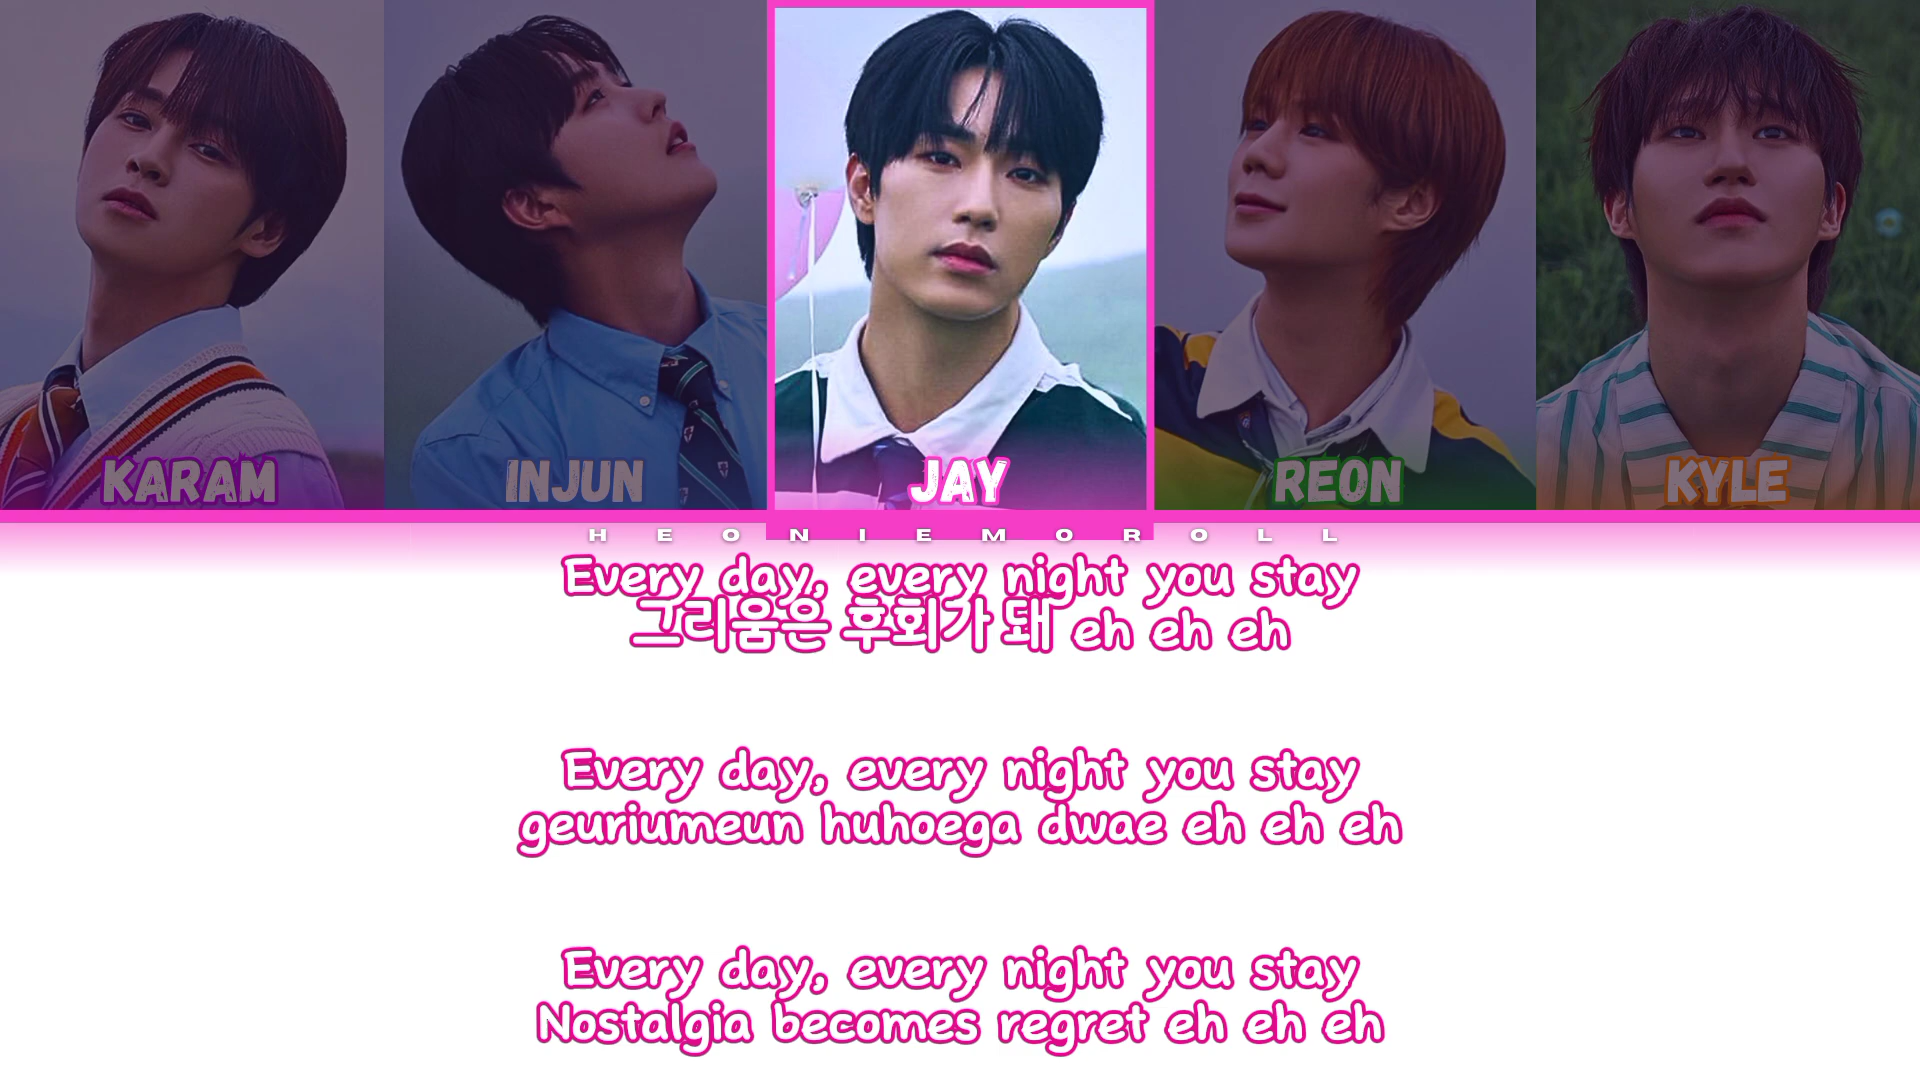 KARAM
INJUN
JAY
REON
KYLE
HEONIEMOROLL
Every day, every night you stay
그리움은 후회가 돼 eh eh eh
Every day, every night you stay
geuriumeun huhoega dwae eh eh eh
Every day, every night you stay
Nostalgia becomes regret eh eh eh